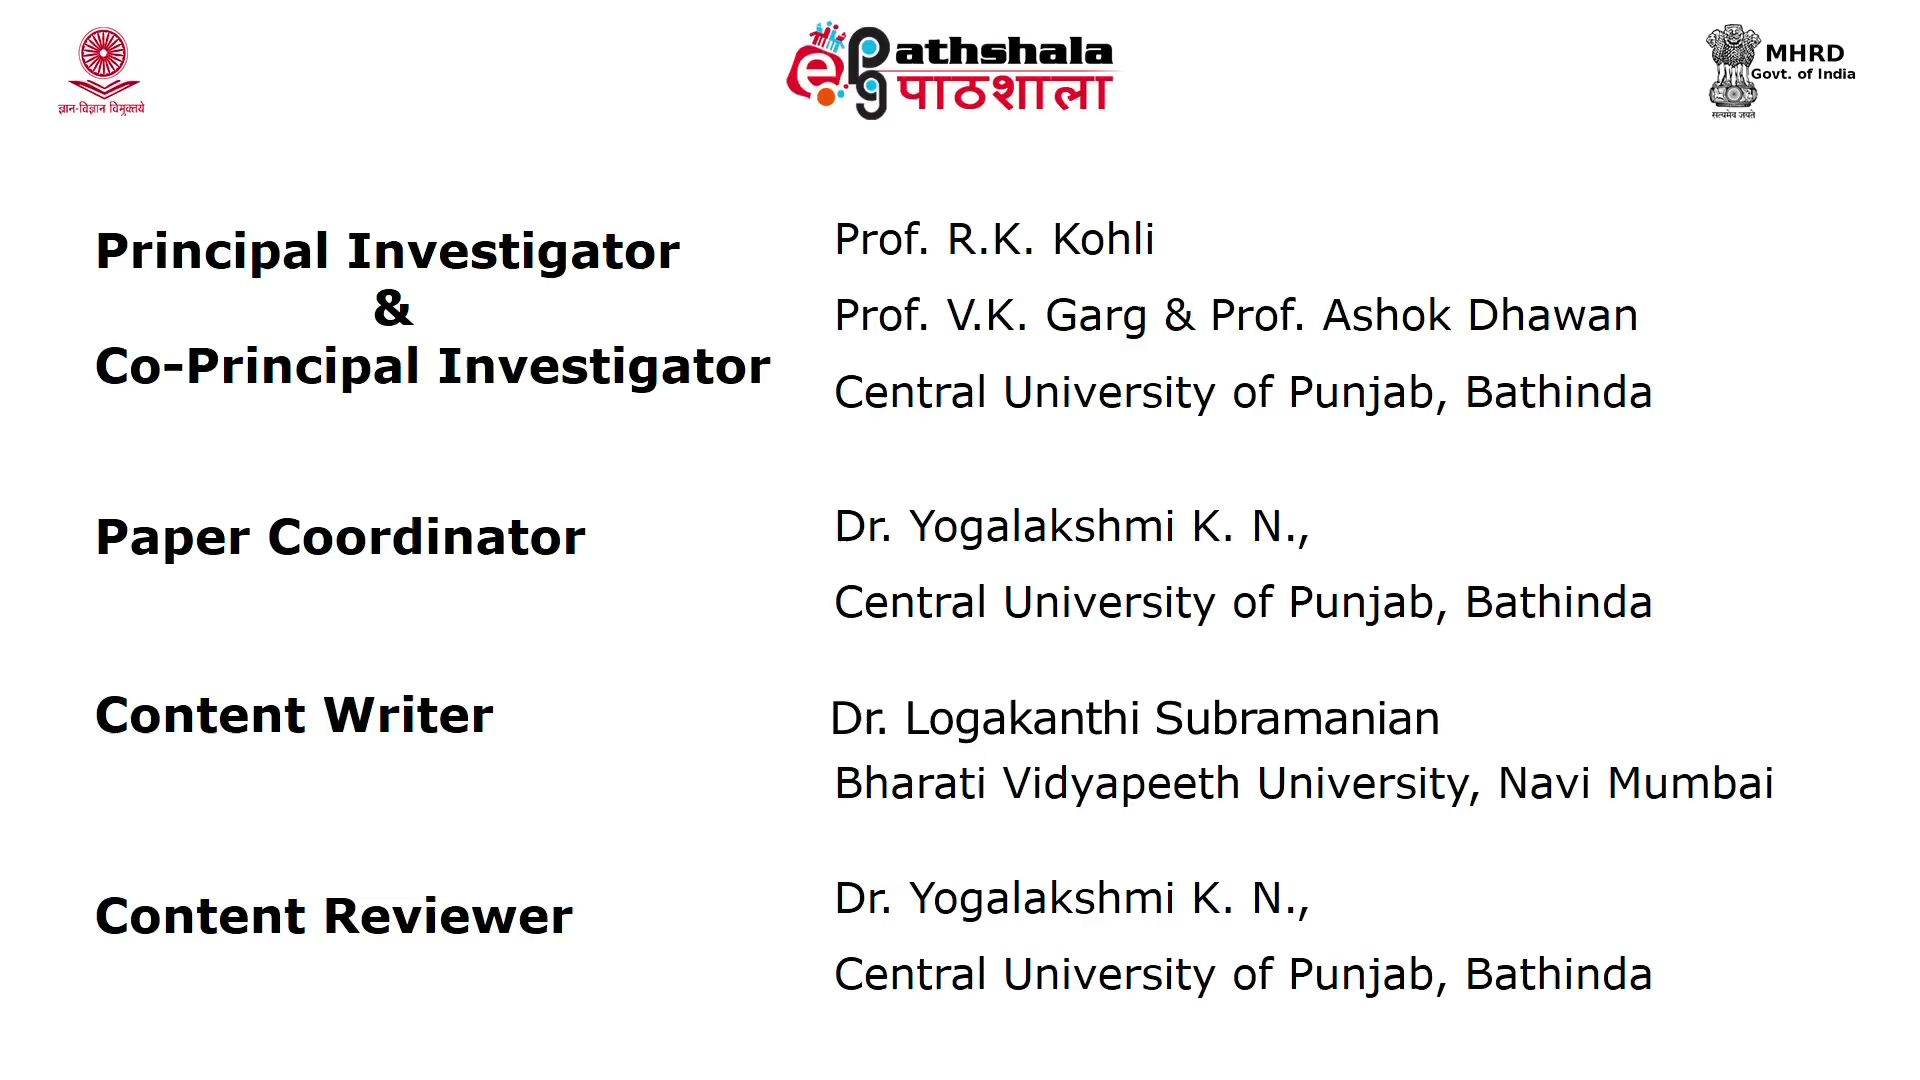 ज्ञान-विज्ञान विमुक्तये
ePGathshala
पाठशाला
MHRD
Govt. of India
सत्यमेव जयते
Principal Investigator
&
Co-Principal Investigator
Prof. R.K. Kohli
Prof. V.K. Garg & Prof. Ashok Dhawan
Central University of Punjab, Bathinda
Paper Coordinator
Dr. Yogalakshmi K. N.,
Central University of Punjab, Bathinda
Content Writer
Dr. Logakanthi Subramanian
Bharati Vidyapeeth University, Navi Mumbai
Content Reviewer
Dr. Yogalakshmi K. N.,
Central University of Punjab, Bathinda